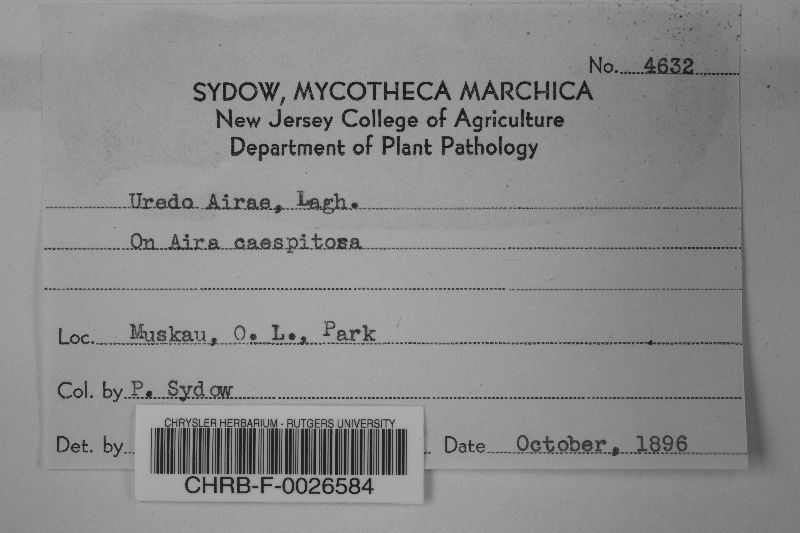 No. 4632
SYDOW, MYCOTHECA MARCHICA
New Jersey College of Agriculture
Department of Plant Pathology
Uredo Airae, Lagh.
On Aira caespitosa
Loc. Muskau, O. L., Park
Col. by P. Sydow
Det. by
Date October, 1896
CHRYSLER HERBARIUM - RUTGERS UNIVERSITY
CHRB-F-0026584